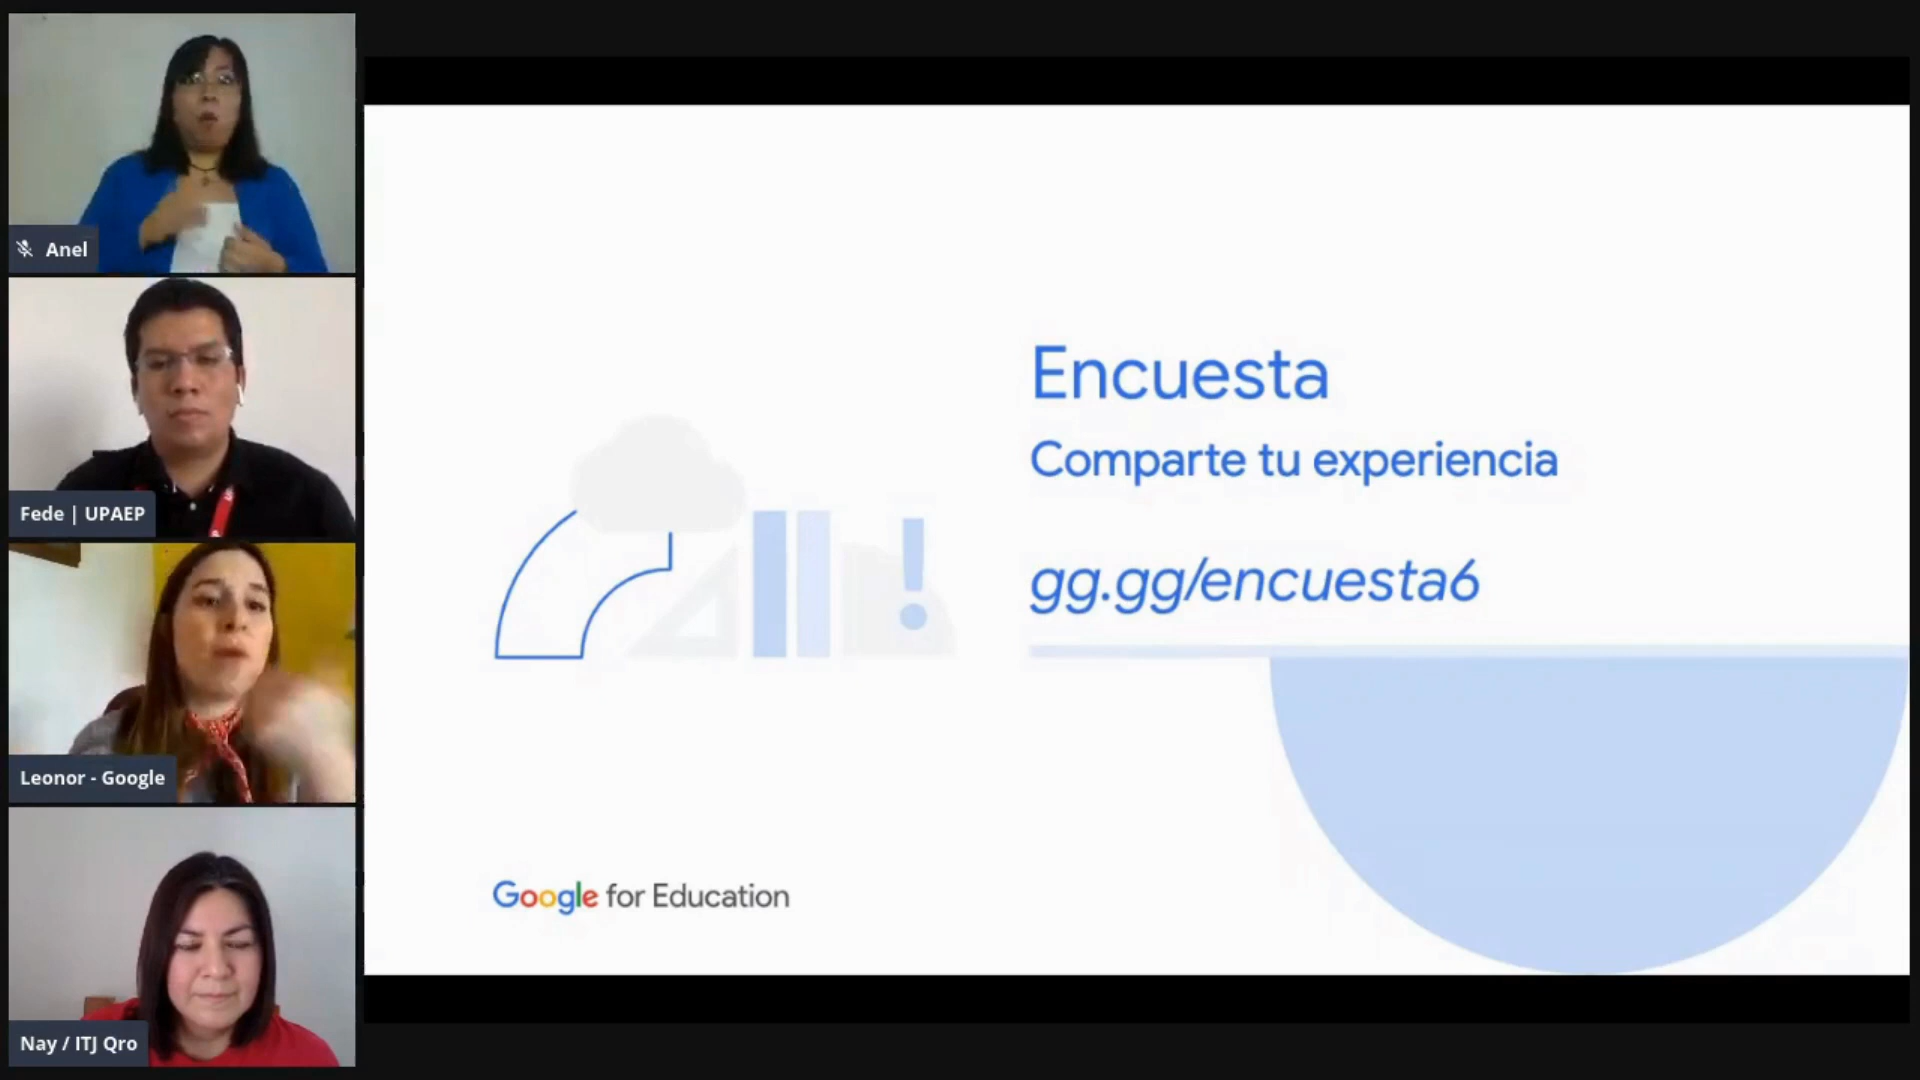 Anel
Fede | UPAEP
Leonor - Google
Nay / ITJ Qro
Encuesta
Comparte tu experiencia
gg.gg/encuesta6
Google for Education